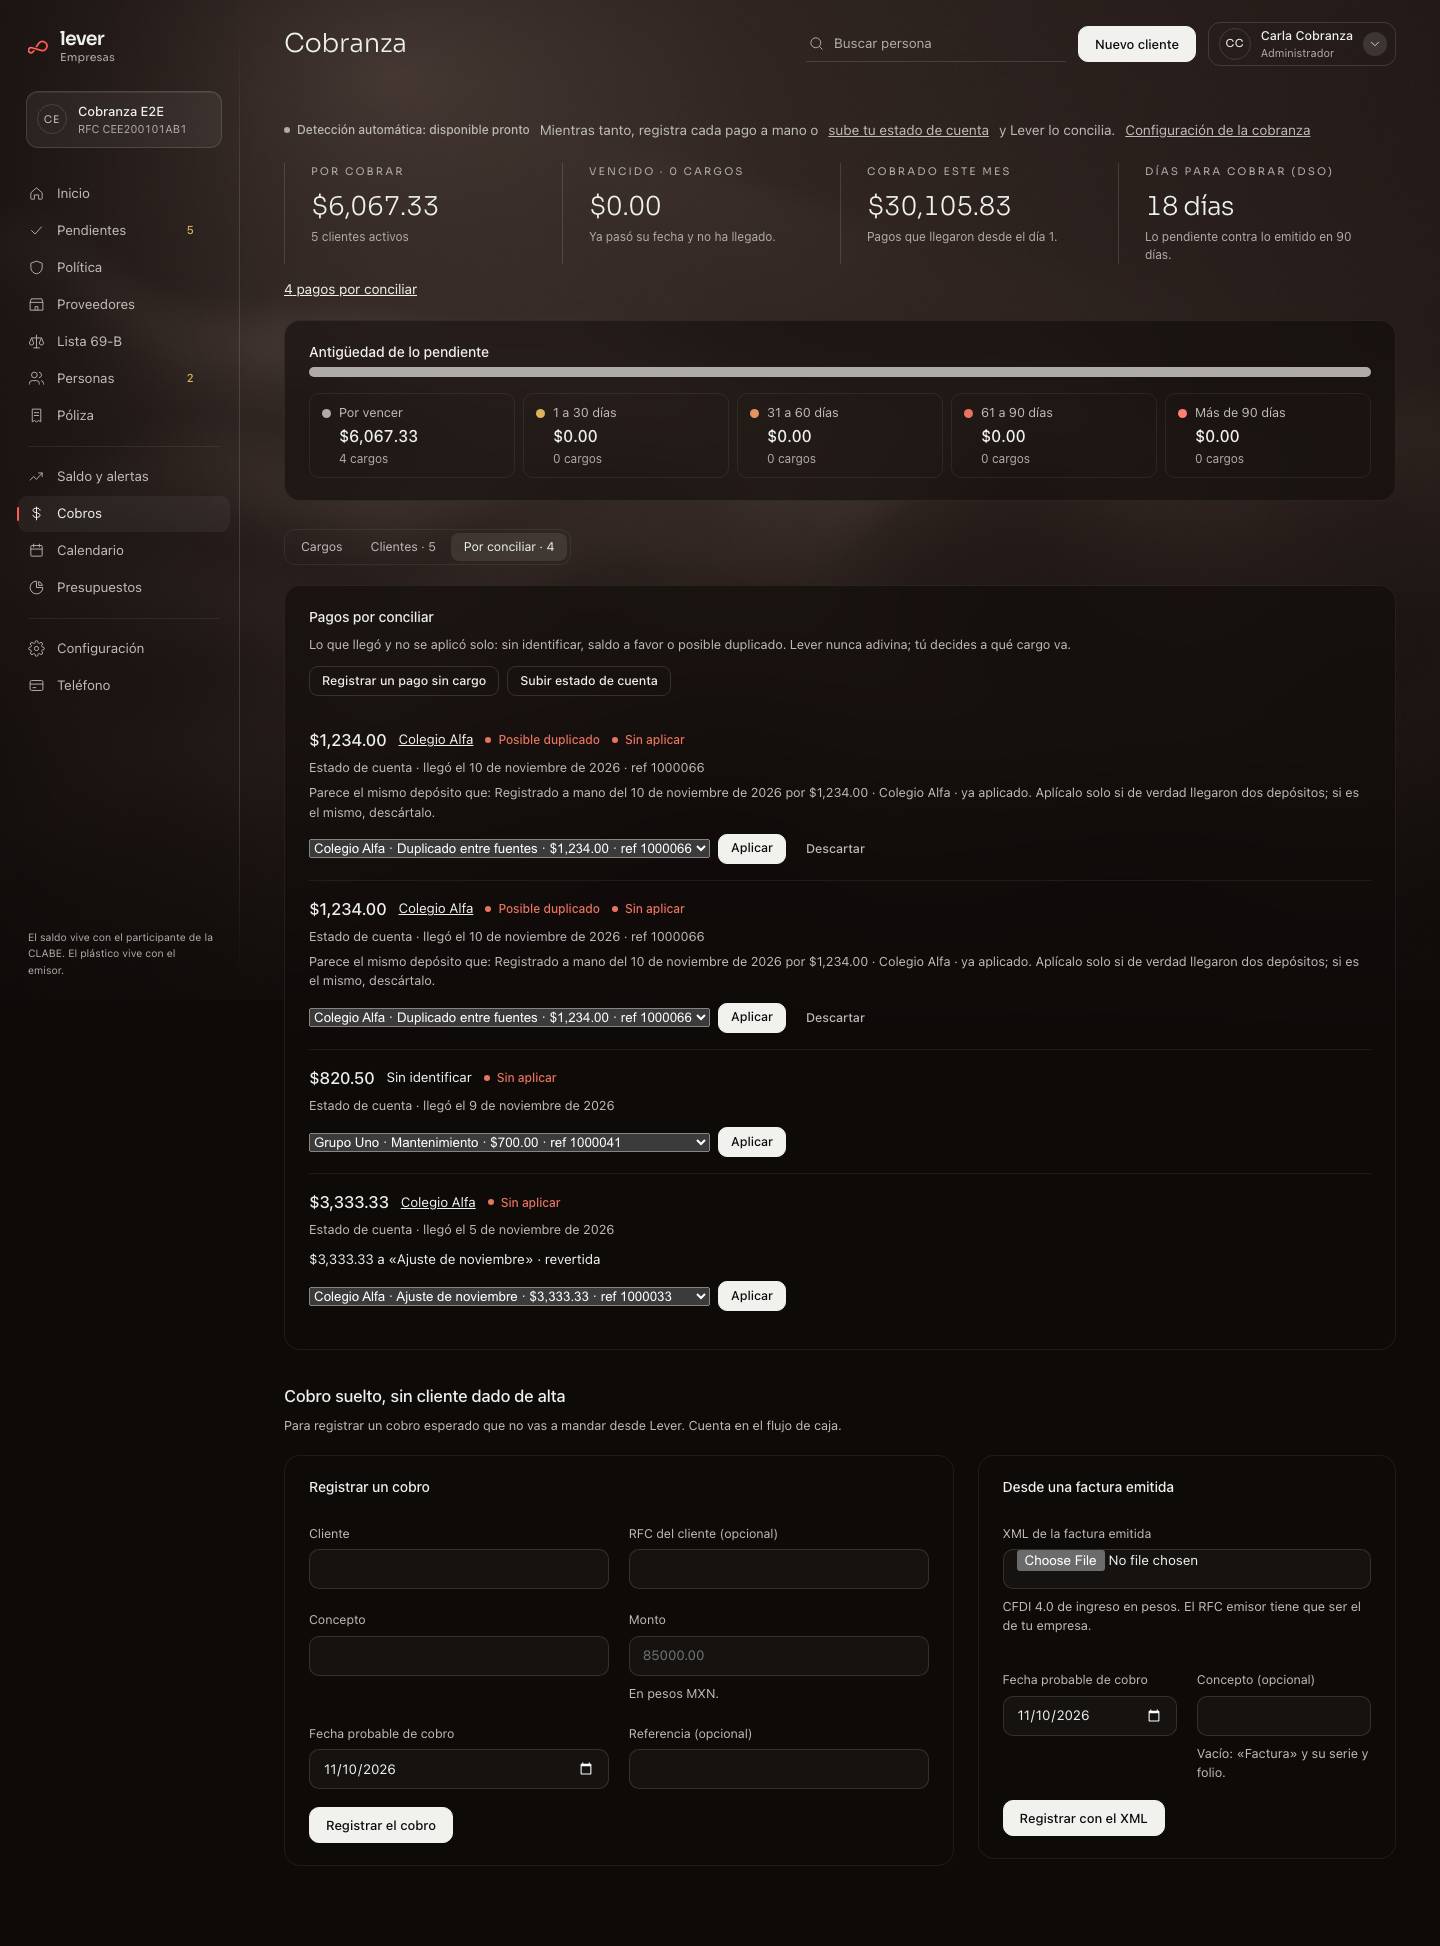 lever
Empresas
CE
Cobranza E2E
RFC CEE200101AB1
Inicio
Pendientes 5
Política
Proveedores
Lista 69-B
Personas 2
Póliza
Saldo y alertas
Cobros
Calendario
Presupuestos
Configuración
Teléfono
El saldo vive con el participante de la
CLABE. El plástico vive con el
emisor.
Cobranza
Buscar persona
Nuevo cliente
CC
Carla Cobranza
Administrador
Detección automática: disponible pronto Mientras tanto, registra cada pago a mano o sube tu estado de cuenta y Lever lo concilia. Configuración de la cobranza
POR COBRAR
$6,067.33
5 clientes activos
VENCIDO · 0 CARGOS
$0.00
Ya pasó su fecha y no ha llegado.
COBRADO ESTE MES
$30,105.83
Pagos que llegaron desde el día 1.
DÍAS PARA COBRAR (DSO)
18 días
Lo pendiente contra lo emitido en 90
días.
4 pagos por conciliar
Antigüedad de lo pendiente
Por vencer
$6,067.33
4 cargos
1 a 30 días
$0.00
0 cargos
31 a 60 días
$0.00
0 cargos
61 a 90 días
$0.00
0 cargos
Más de 90 días
$0.00
0 cargos
Cargos Clientes · 5 Por conciliar · 4
Pagos por conciliar
Lo que llegó y no se aplicó solo: sin identificar, saldo a favor o posible duplicado. Lever nunca adivina; tú decides a qué cargo va.
Registrar un pago sin cargo Subir estado de cuenta
$1,234.00 Colegio Alfa Posible duplicado Sin aplicar
Estado de cuenta · llegó el 10 de noviembre de 2026 · ref 1000066
Parece el mismo depósito que: Registrado a mano del 10 de noviembre de 2026 por $1,234.00 · Colegio Alfa · ya aplicado. Aplícalo solo si de verdad llegaron dos depósitos; si es
el mismo, descártalo.
Colegio Alfa · Duplicado entre fuentes · $1,234.00 · ref 1000066 Aplicar Descartar
$1,234.00 Colegio Alfa Posible duplicado Sin aplicar
Estado de cuenta · llegó el 10 de noviembre de 2026 · ref 1000066
Parece el mismo depósito que: Registrado a mano del 10 de noviembre de 2026 por $1,234.00 · Colegio Alfa · ya aplicado. Aplícalo solo si de verdad llegaron dos depósitos; si es
el mismo, descártalo.
Colegio Alfa · Duplicado entre fuentes · $1,234.00 · ref 1000066 Aplicar Descartar
$820.50 Sin identificar Sin aplicar
Estado de cuenta · llegó el 9 de noviembre de 2026
Grupo Uno · Mantenimiento · $700.00 · ref 1000041 Aplicar
$3,333.33 Colegio Alfa Sin aplicar
Estado de cuenta · llegó el 5 de noviembre de 2026
$3,333.33 a «Ajuste de noviembre» · revertida
Colegio Alfa · Ajuste de noviembre · $3,333.33 · ref 1000033 Aplicar
Cobro suelto, sin cliente dado de alta
Para registrar un cobro esperado que no vas a mandar desde Lever. Cuenta en el flujo de caja.
Registrar un cobro
Cliente RFC del cliente (opcional)
Concepto Monto
85000.00
En pesos MXN.
Fecha probable de cobro Referencia (opcional)
11/10/2026
Registrar el cobro
Desde una factura emitida
XML de la factura emitida
Choose File No file chosen
CFDI 4.0 de ingreso en pesos. El RFC emisor tiene que ser el
de tu empresa.
Fecha probable de cobro Concepto (opcional)
11/10/2026
Vacío: «Factura» y su serie y
folio.
Registrar con el XML